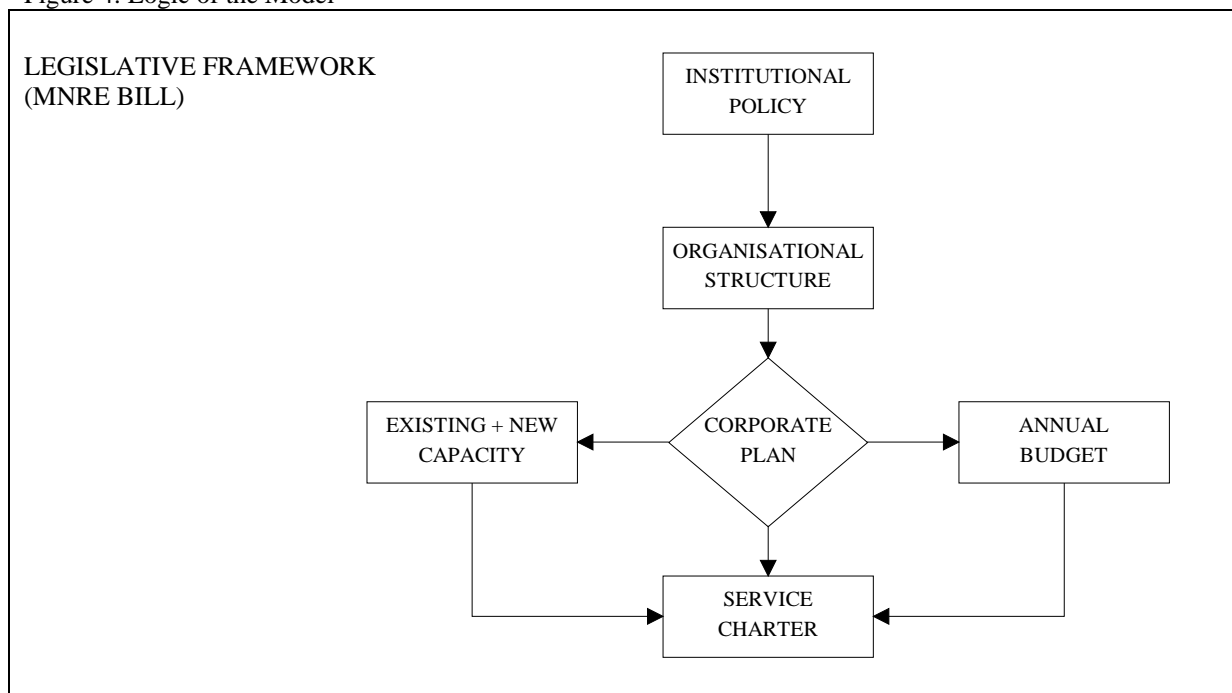 Figure 4: Logic of the Model
LEGISLATIVE FRAMEWORK
(MNRE BILL)
INSTITUTIONAL
POLICY
ORGANISATIONAL
STRUCTURE
CORPORATE
PLAN
EXISTING + NEW
CAPACITY
ANNUAL
BUDGET
SERVICE
CHARTER